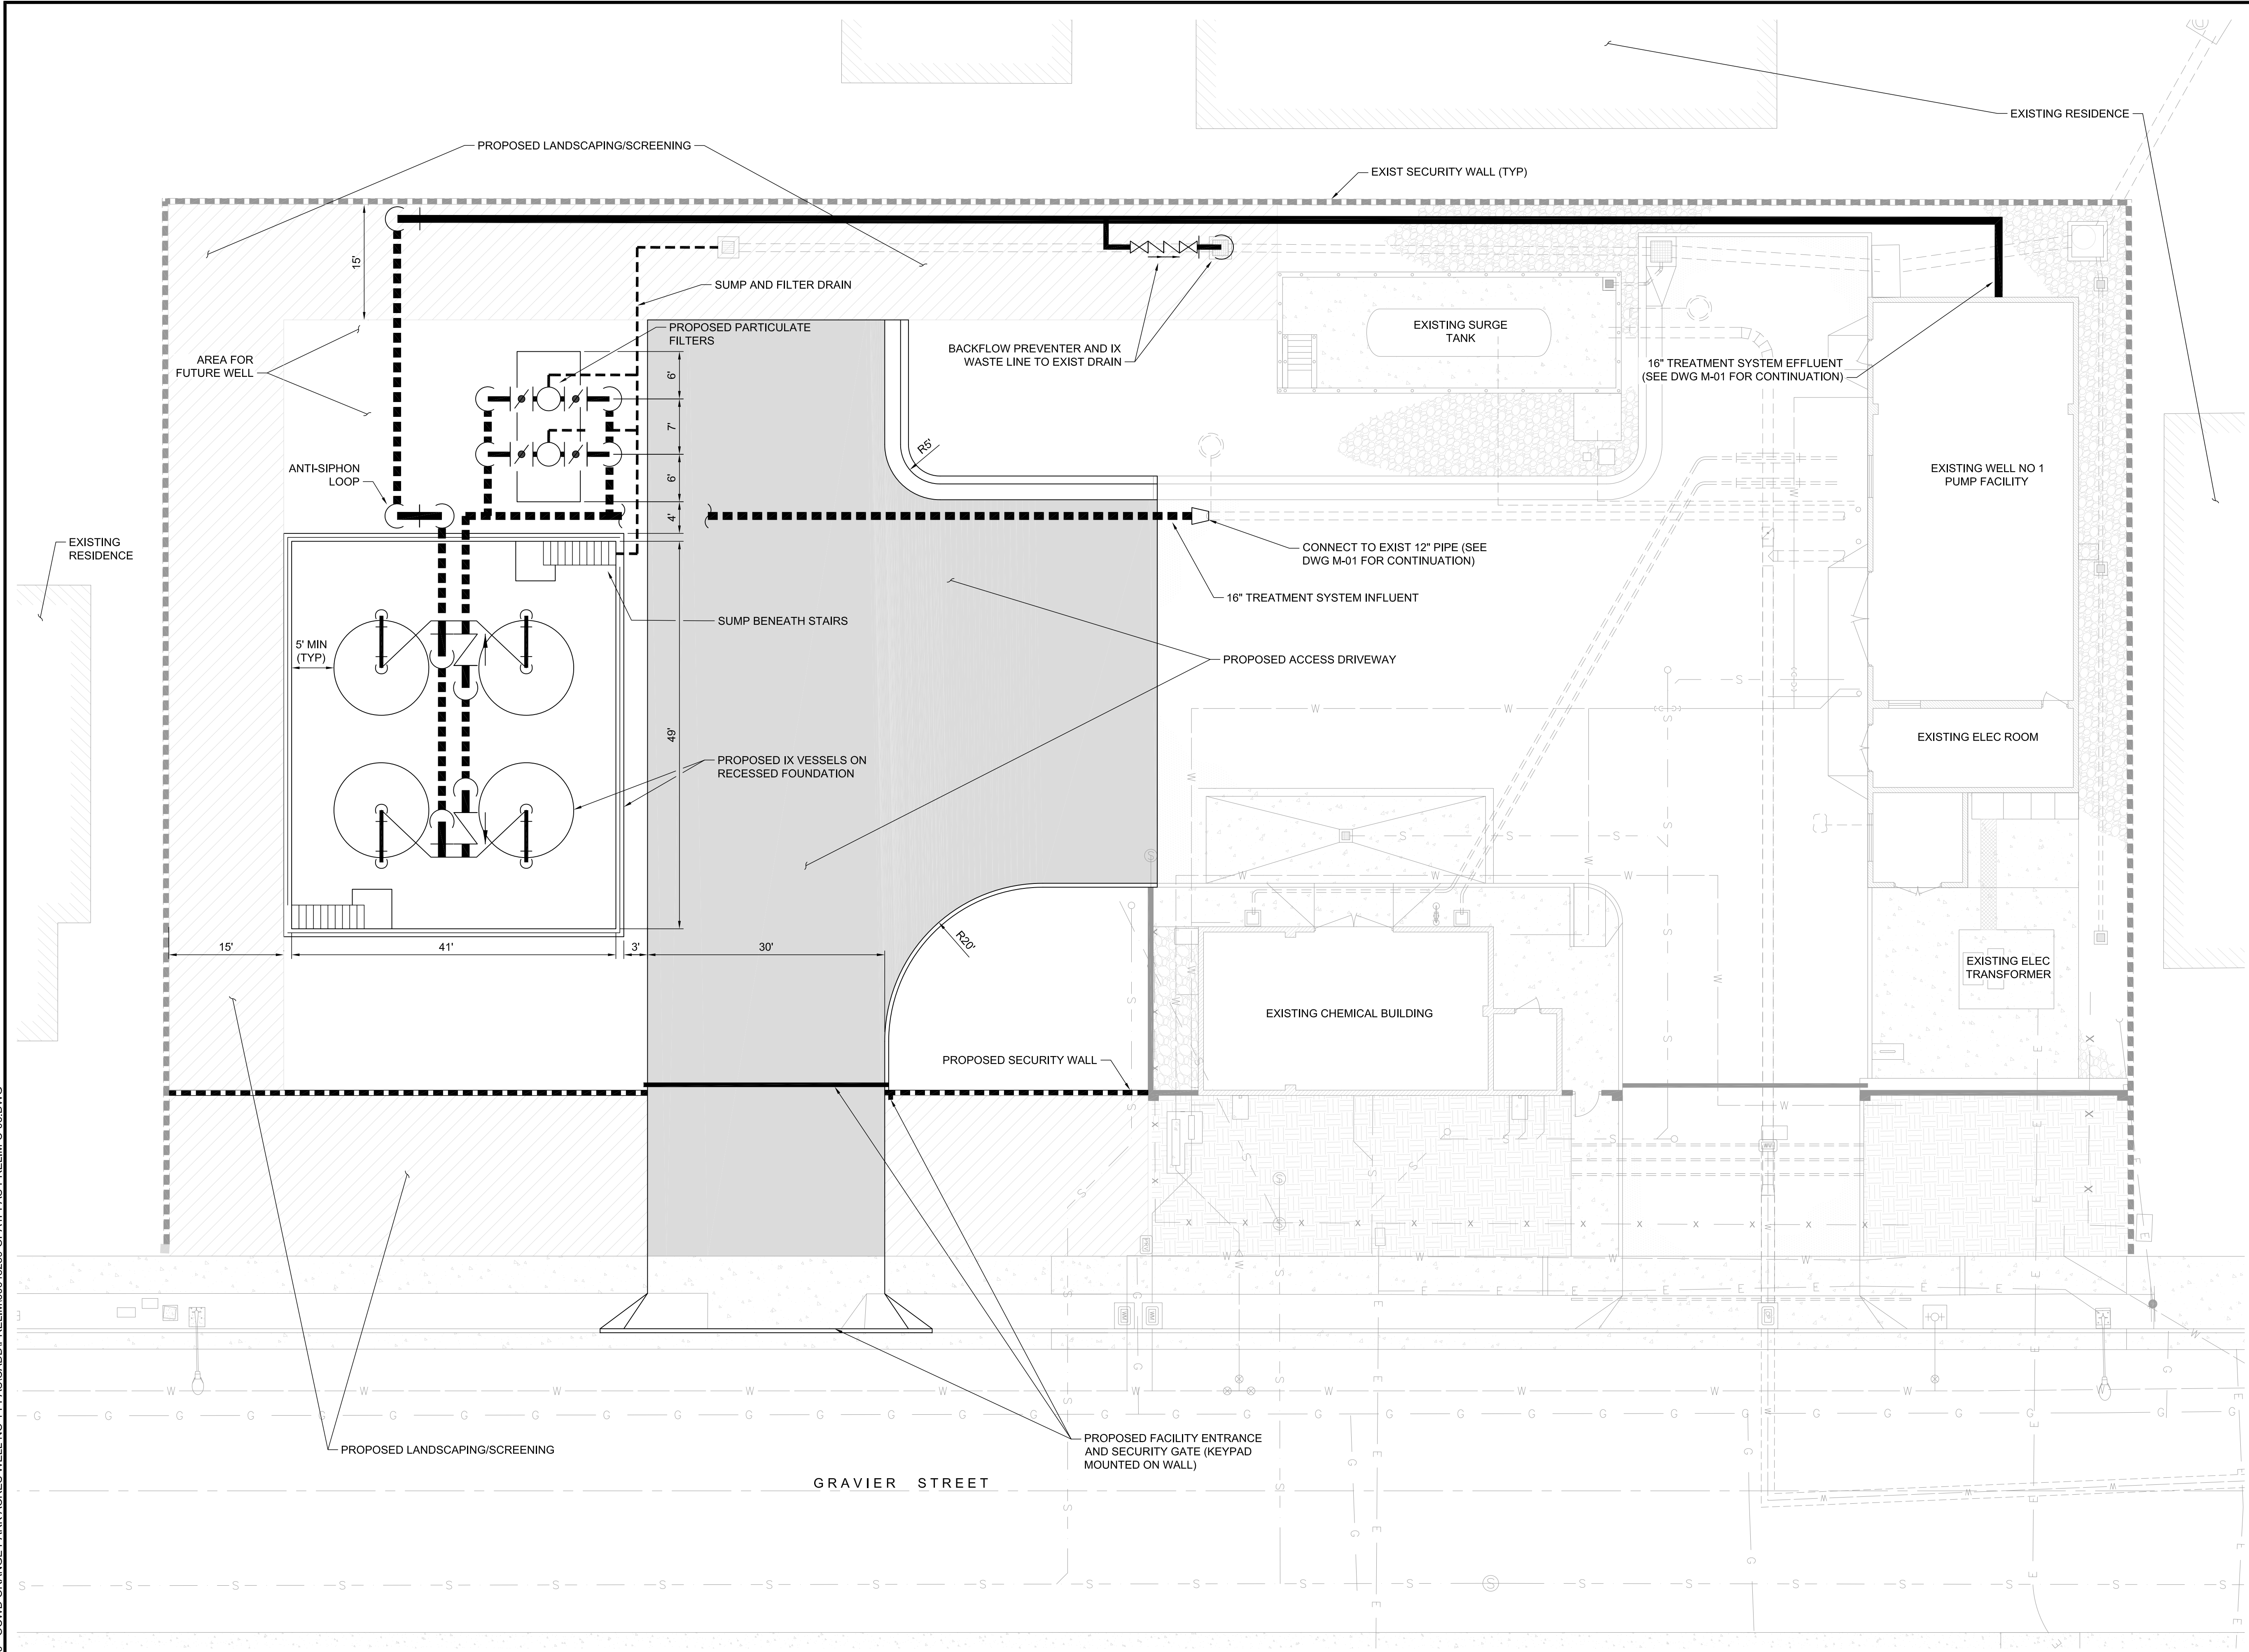 EXISTING RESIDENCE
PROPOSED LANDSCAPING/SCREENING
EXIST SECURITY WALL (TYP)
15'
SUMP AND FILTER DRAIN
PROPOSED PARTICULATE
FILTERS
BACKFLOW PREVENTER AND IX
WASTE LINE TO EXIST DRAIN
EXISTING SURGE
TANK
16" TREATMENT SYSTEM EFFLUENT
(SEE DWG M-01 FOR CONTINUATION)
AREA FOR
FUTURE WELL
6'
7'
6'
4'
R5'
ANTI-SIPHON
LOOP
EXISTING WELL NO 1
PUMP FACILITY
EXISTING
RESIDENCE
CONNECT TO EXIST 12" PIPE (SEE
DWG M-01 FOR CONTINUATION)
16" TREATMENT SYSTEM INFLUENT
SUMP BENEATH STAIRS
5' MIN
(TYP)
PROPOSED ACCESS DRIVEWAY
49'
EXISTING ELEC ROOM
PROPOSED IX VESSELS ON
RECESSED FOUNDATION
15'
41'
3'
30'
R20'
EXISTING ELEC
TRANSFORMER
EXISTING CHEMICAL BUILDING
PROPOSED SECURITY WALL
PROPOSED LANDSCAPING/SCREENING
PROPOSED FACILITY ENTRANCE
AND SECURITY GATE (KEYPAD
MOUNTED ON WALL)
GRAVIER STREET